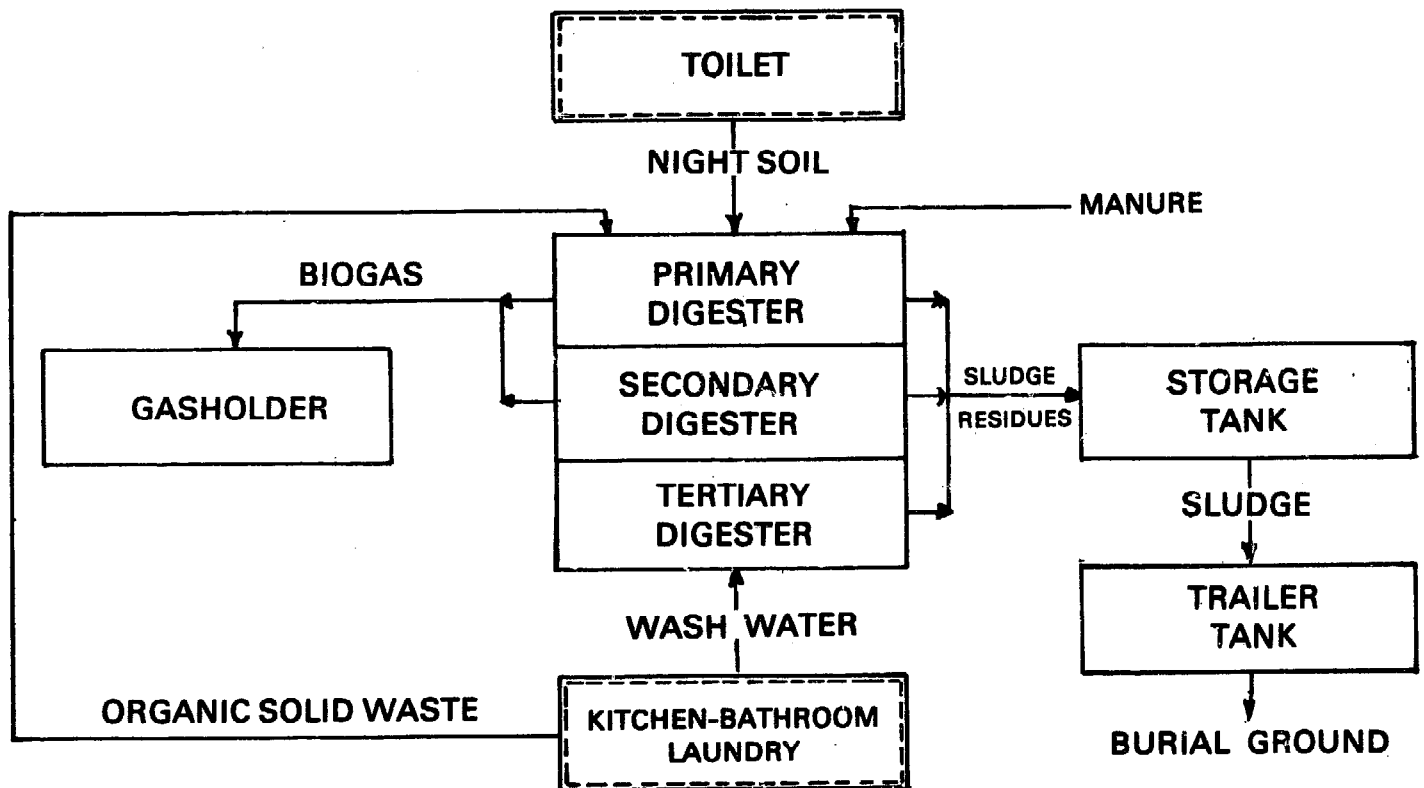 TOILET
NIGHT SOIL
MANURE
BIOGAS
PRIMARY
DIGESTER
GASHOLDER
SECONDARY
DIGESTER
SLUDGE
RESIDUES
STORAGE
TANK
TERTIARY
DIGESTER
SLUDGE
WASH WATER
TRAILER
TANK
ORGANIC SOLID WASTE
KITCHEN-BATHROOM
LAUNDRY
BURIAL GROUND